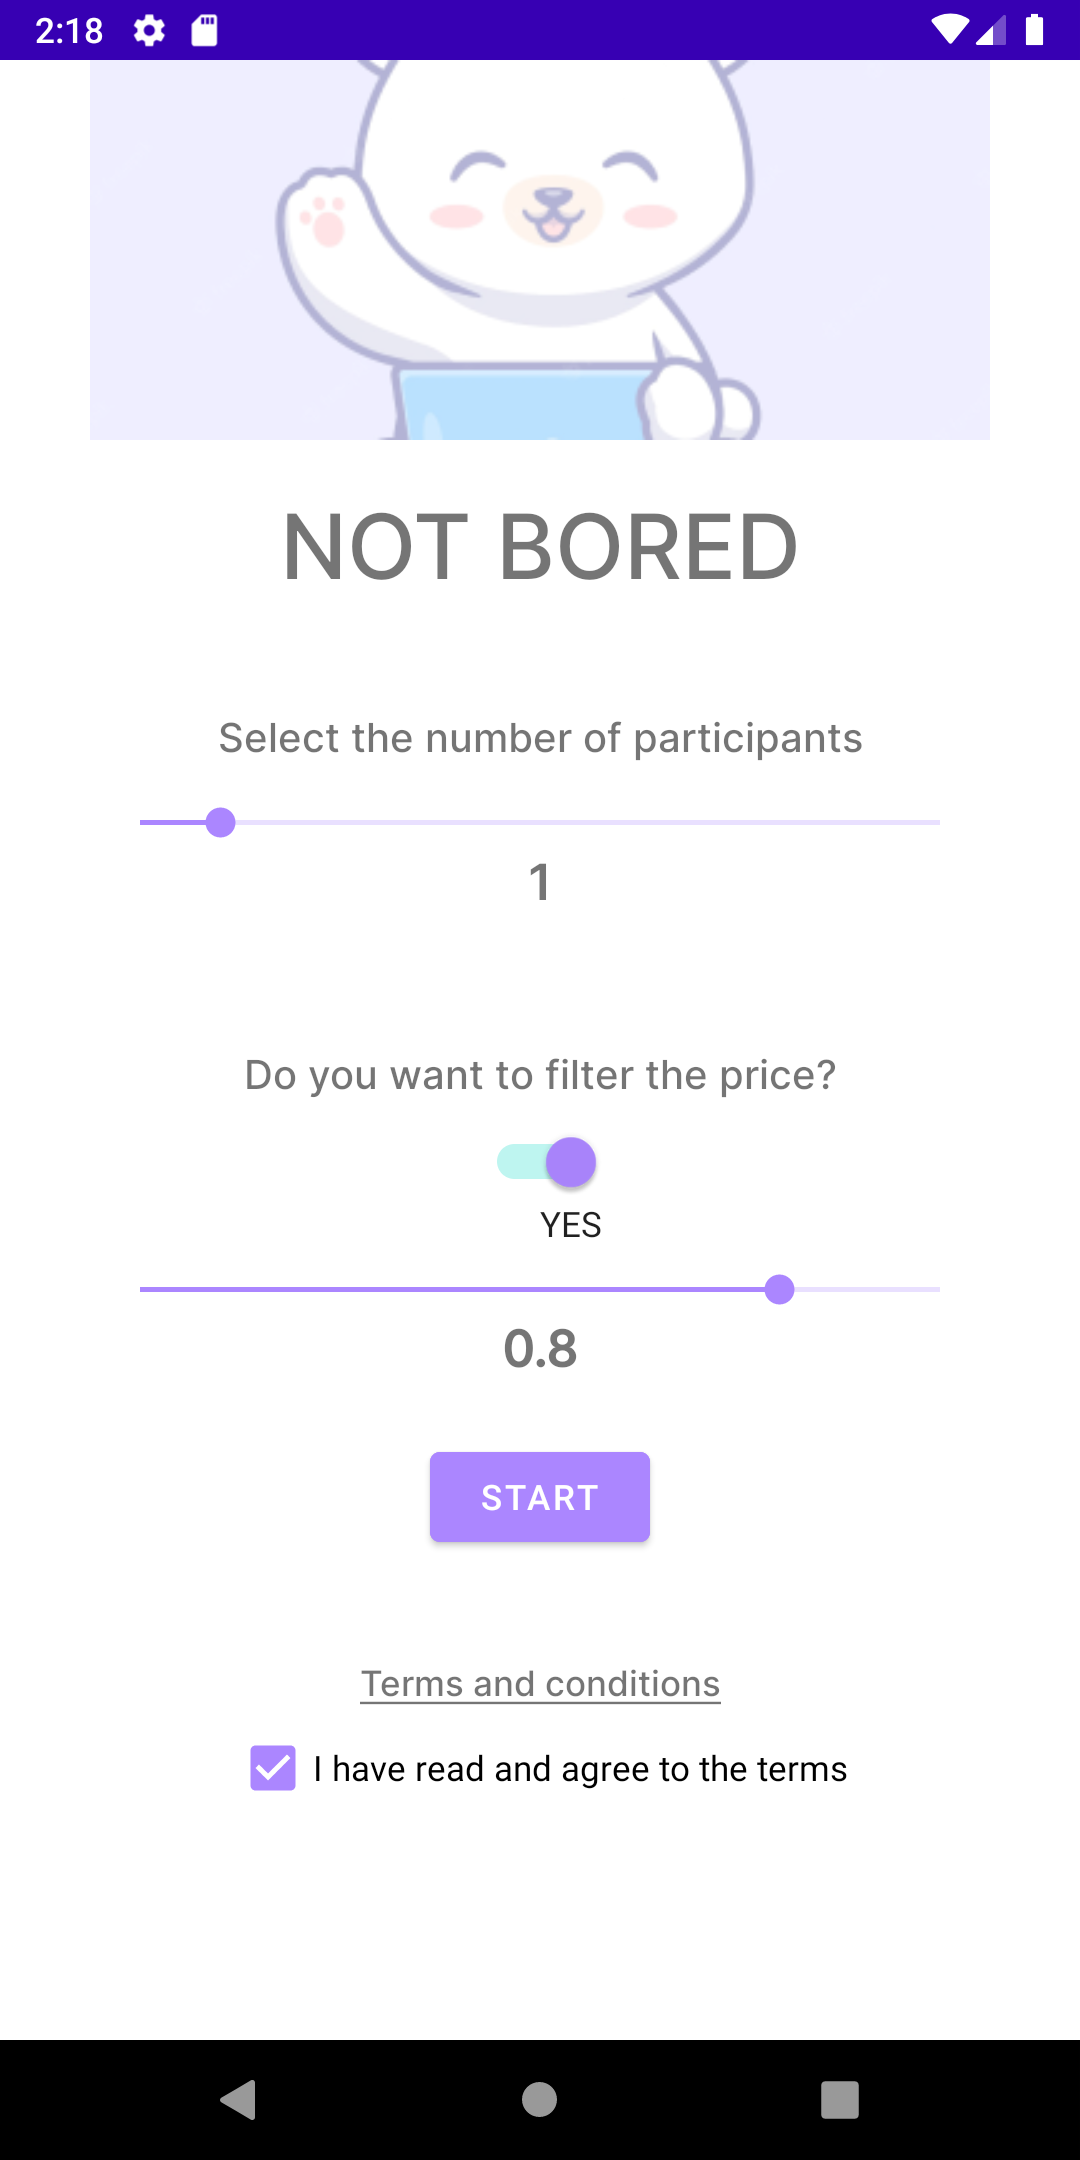 2:18
NOT BORED
Select the number of participants
1
Do you want to filter the price?
YES
0.8
START
Terms and conditions
I have read and agree to the terms